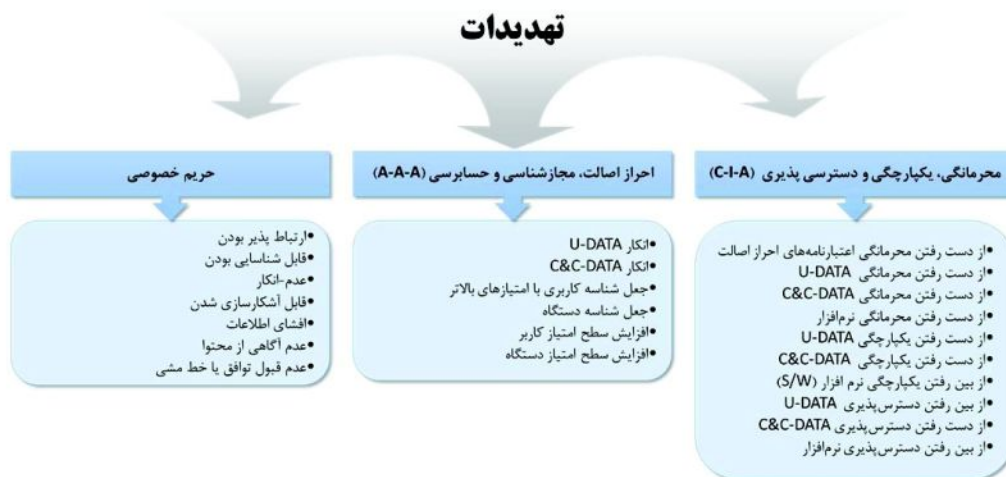 تهدیدات
محرمانگی، یکپارچگی و دسترسی پذیری (C-I-A)
از دست رفتن محرمانگی اعتبارنامه‌های احراز اصالت•
از دست رفتن محرمانگی U-DATA•
از دست رفتن محرمانگی C&C-DATA•
از دست رفتن محرمانگی نرم‌افزار•
از دست رفتن یکپارچگی U-DATA•
از دست رفتن یکپارچگی C&C-DATA•
از بین رفتن یکپارچگی نرم افزار (S/W)•
از بین رفتن دسترس‌پذیری U-DATA•
از دست رفتن دسترس‌پذیری C&C-DATA•
از بین رفتن دسترس‌پذیری نرم‌افزار•
احراز اصالت، مجازشناسی و حسابرسی (A-A-A)
انکار U-DATA•
انکار C&C-DATA•
جعل شناسه کاربری با امتیازهای بالاتر•
جعل شناسه دستگاه•
افزایش سطح امتیاز کاربر•
افزایش سطح امتیاز دستگاه•
حریم خصوصی
ارتباط پذیر بودن•
قابل شناسایی بودن•
عدم-انکار•
قابل آشکارسازی شدن•
افشای اطلاعات•
عدم آگاهی از محتوا•
عدم قبول توافق یا خط مشی•